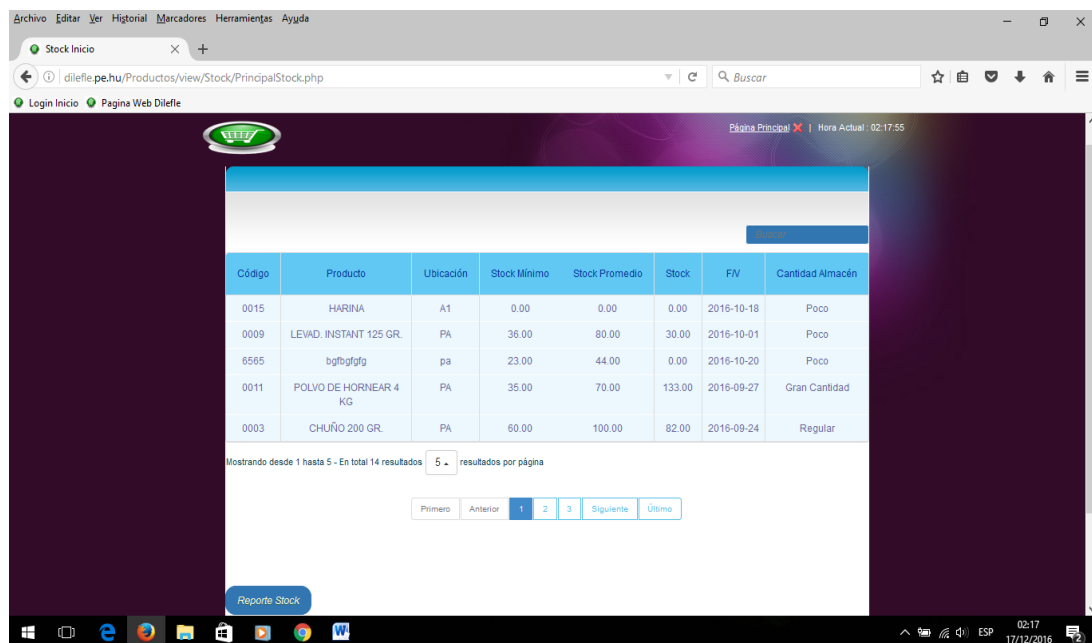 Archivo Editar Ver Historial Marcadores Herramientas Ayuda
Stock Inicio
dilefle.pe.hu/Productos/view/Stock/PrincipalStock.php
Buscar
Login Inicio Pagina Web Dilefle
Página Principal | Hora Actual : 02:17:55
Buscar
Código Producto Ubicación Stock Mínimo Stock Promedio Stock F/V Cantidad Almacén
0015 HARINA A1 0.00 0.00 0.00 2016-10-18 Poco
0009 LEVAD. INSTANT 125 GR. PA 36.00 80.00 30.00 2016-10-01 Poco
6565 bgfbgfgfg pa 23.00 44.00 0.00 2016-10-20 Poco
0011 POLVO DE HORNEAR 4 PA 35.00 70.00 133.00 2016-09-27 Gran Cantidad
KG
0003 CHUÑO 200 GR. PA 60.00 100.00 82.00 2016-09-24 Regular
Mostrando desde 1 hasta 5 - En total 14 resultados 5 resultados por página
Primero Anterior 1 2 3 Siguiente Último
Reporte Stock
ESP 02:17
17/12/2016